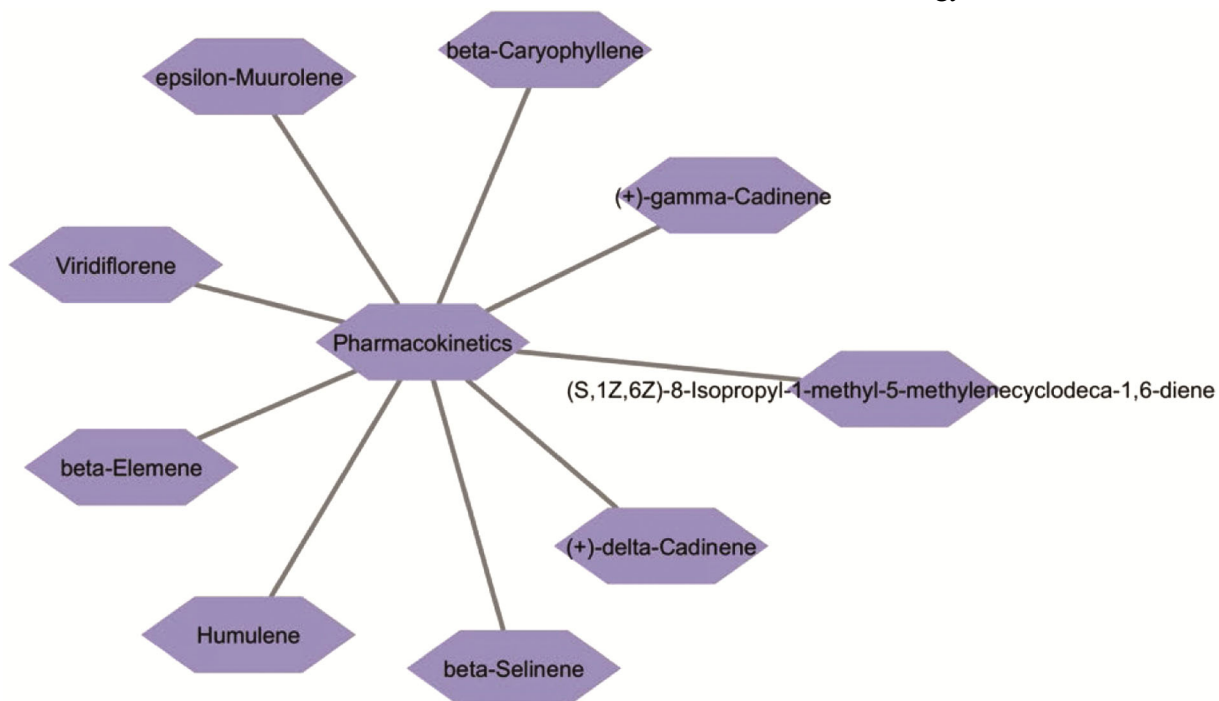 beta-Caryophyllene
epsilon-Muurolene
(+)-gamma-Cadinene
Viridiflorene
Pharmacokinetics
(S,1Z,6Z)-8-Isopropyl-1-methyl-5-methylenecyclodeca-1,6-diene
beta-Elemene
(+)-delta-Cadinene
Humulene
beta-Selinene